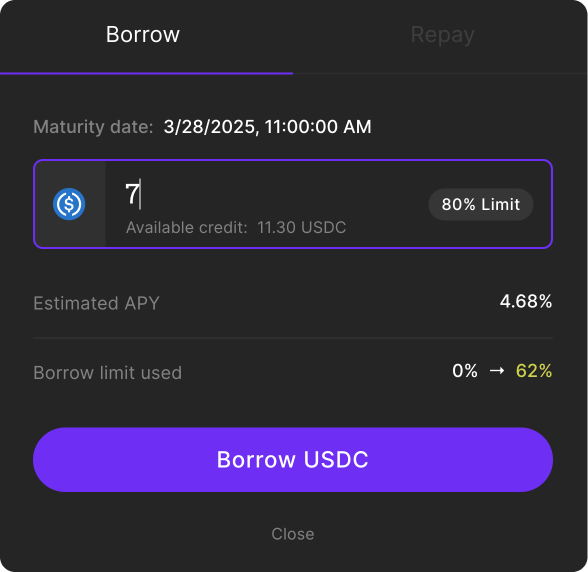 Borrow
Repay
Maturity date: 3/28/2025, 11:00:00 AM
7
80% Limit
Available credit: 11.30 USDC
Estimated APY
4.68%
Borrow limit used
0% → 62%
Borrow USDC
Close